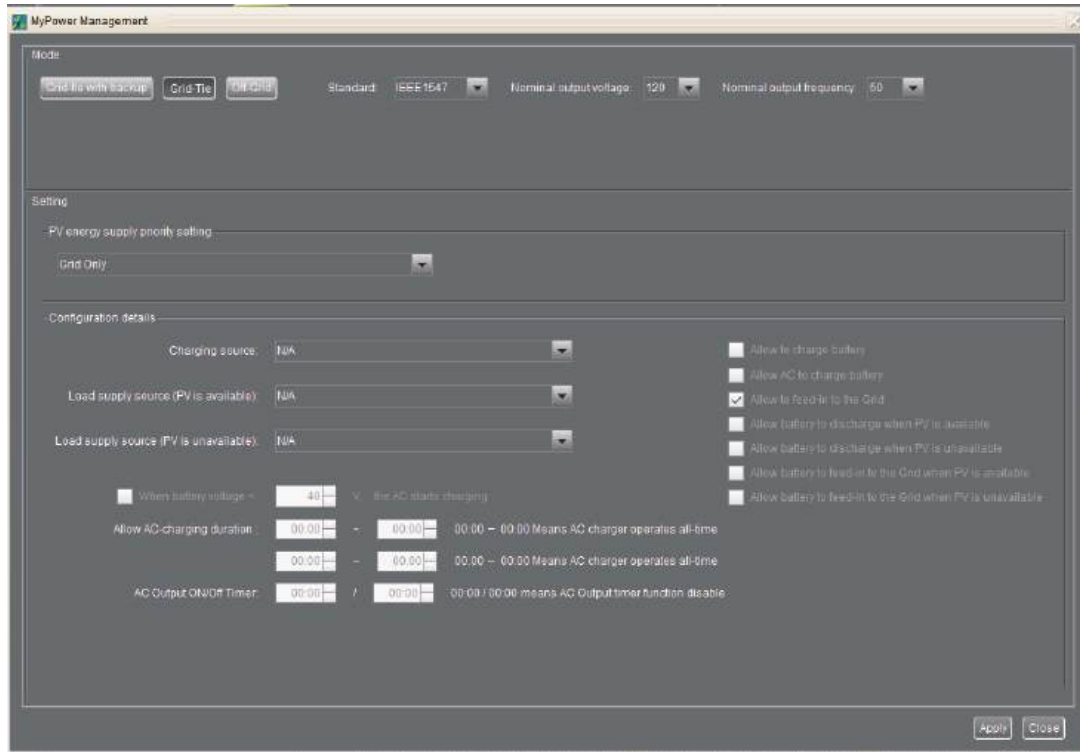 MyPower Management
Mode
Grid-tie with backup Grid-Tie Off-Grid Standard: IEEE1547 Nominal output voltage: 120 Nominal output frequency: 60
Setting
PV energy supply priority setting
Grid Only
Configuration details
Charging source: N/A
Allow to charge battery
Allow AC to charge battery
Load supply source (PV is available): N/A
Allow to feed-in to the Grid
Allow battery to discharge when PV is available
Load supply source (PV is unavailable): N/A
Allow battery to discharge when PV is unavailable
Allow battery to feed-in to the Grid when PV is available
When battery voltage < 40 V, the AC starts charging
Allow battery to feed-in to the Grid when PV is unavailable
Allow AC-charging duration: 00:00 – 00:00 00:00 – 00:00 Means AC charger operates all-time
00:00 – 00:00 00:00 – 00:00 Means AC charger operates all-time
AC Output ON/Off Timer: 00:00 / 00:00 00:00 / 00:00 means AC Output timer function disable
Apply Close